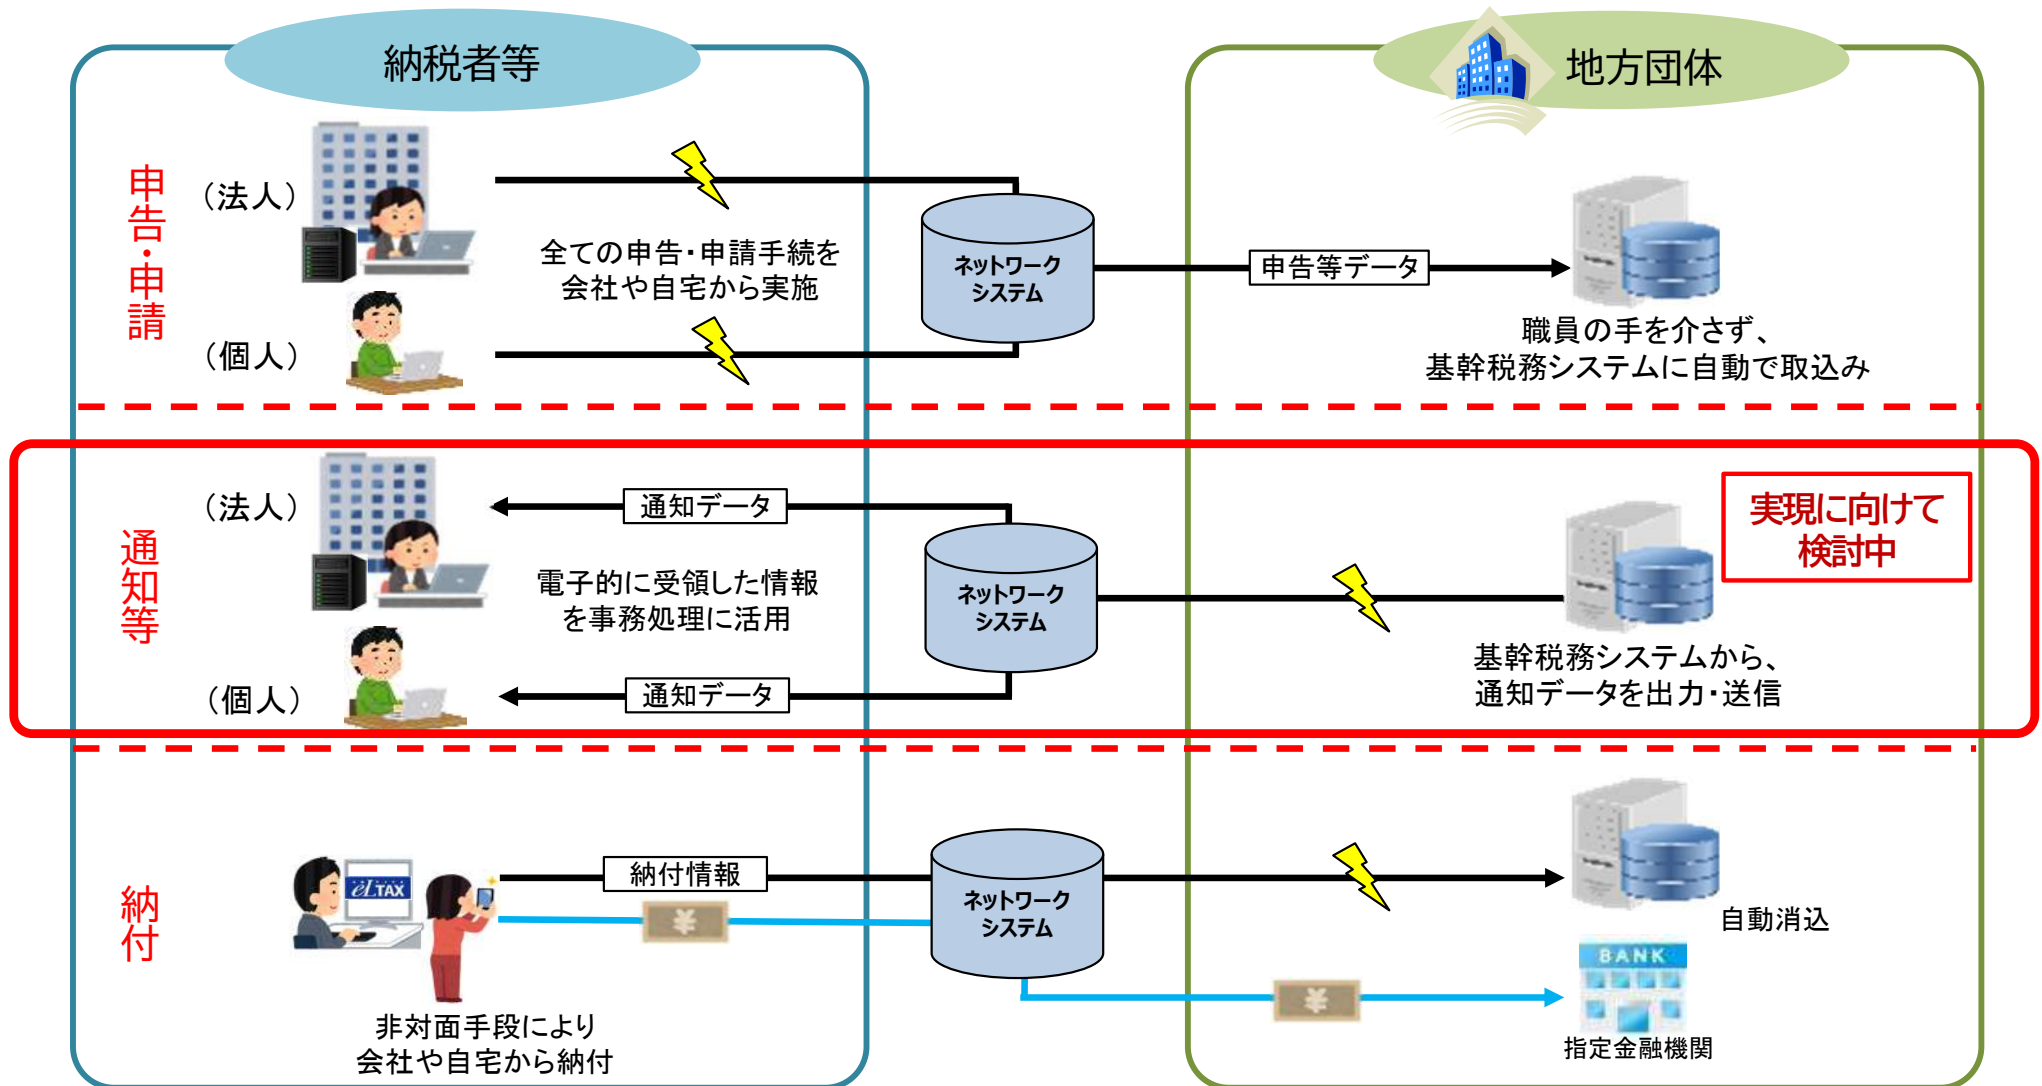 納税者等
地方団体
申告・申請
（法人）
全ての申告・申請手続を
会社や自宅から実施
（個人）
ネットワーク
システム
申告等データ
職員の手を介さず、
基幹税務システムに自動で取込み
通知等
（法人）
通知データ
電子的に受領した情報
を事務処理に活用
（個人）
通知データ
ネットワーク
システム
実現に向けて
検討中
基幹税務システムから、
通知データを出力・送信
納付
eLTAX
納付情報
¥
非対面手段により
会社や自宅から納付
ネットワーク
システム
自動消込
¥
BANK
指定金融機関